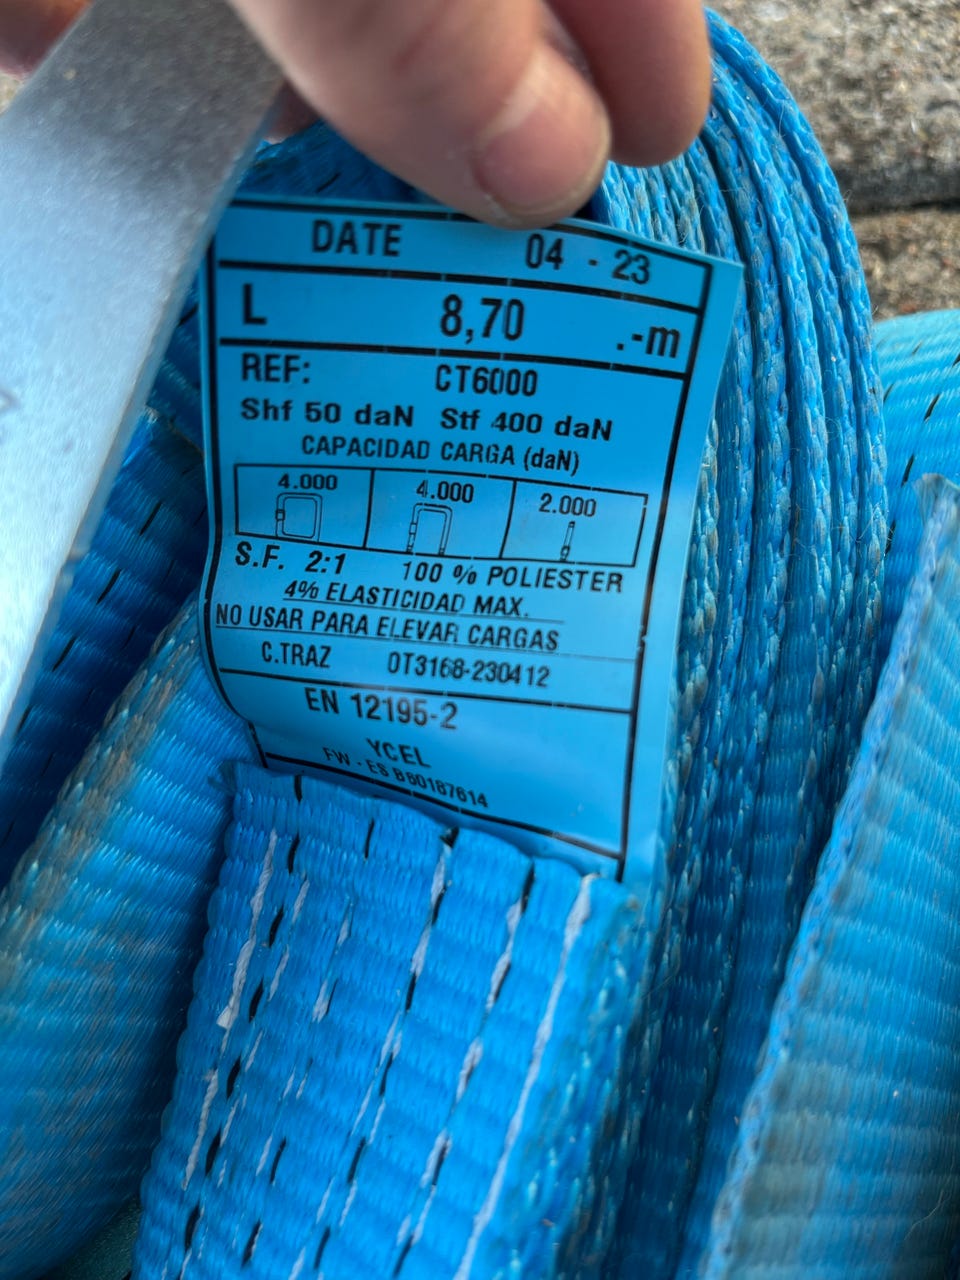 DATE 04 - 23
L 8,70 .-m
REF: CT6000
Shf 50 daN Stf 400 daN
CAPACIDAD CARGA (daN)
4.000 4.000 2.000
S.F. 2:1 100 % POLIESTER
4% ELASTICIDAD MAX.
NO USAR PARA ELEVAR CARGAS
C.TRAZ OT3168-230412
EN 12195-2
YCEL
FW - ES B60187614